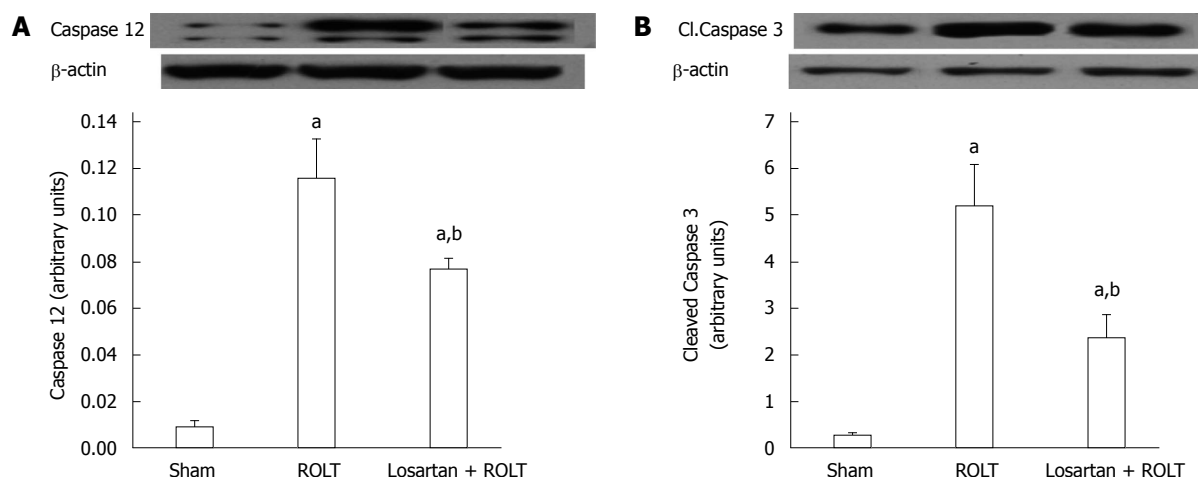 A
Caspase 12
β-actin
0.14
0.12
0.10
0.08
0.06
0.04
0.02
0.00
Caspase 12 (arbitrary units)
a
a,b
Sham ROLT Losartan + ROLT
B
Cl.Caspase 3
β-actin
7
6
5
4
3
2
1
0
Cleaved Caspase 3
(arbitrary units)
a
a,b
Sham ROLT Losartan + ROLT